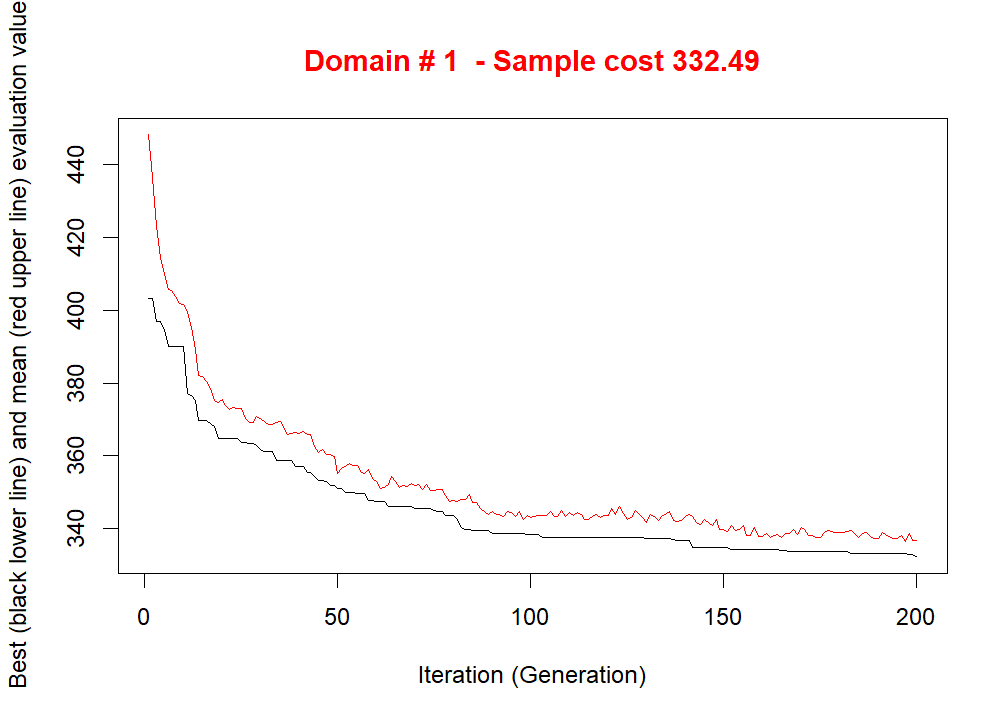 Domain # 1 - Sample cost 332.49
Best (black lower line) and mean (red upper line) evaluation value
440
420
400
380
360
340
0 50 100 150 200
Iteration (Generation)